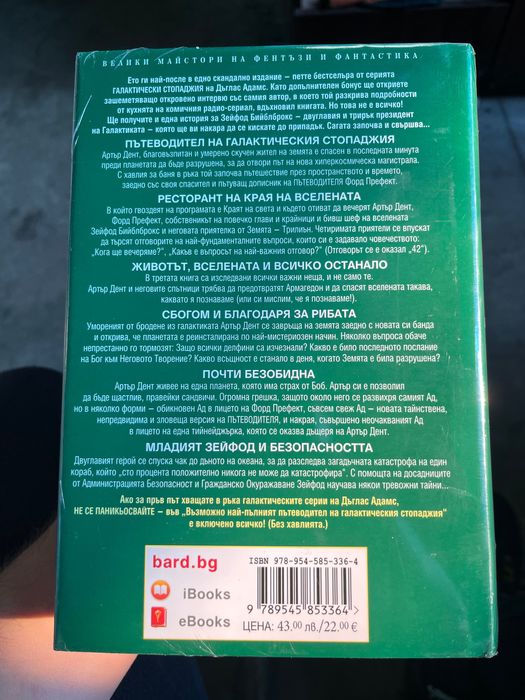 ВЕЛИКИ МАЙСТОРИ НА ФЕНТЪЗИ И ФАНТАСТИКА
Ето ги най-после в едно скандално издание – петте бестселъра от серията
ГАЛАКТИЧЕСКИ СТОПАДЖИЯ на Дъглас Адамс. Като допълнителен бонус ще откриете
зашеметяващо откровено интервю със самия автор, в което той разкрива подробности
от кухнята на комичния радио-сериал, вдъхновил книгата. Но това не е всичко!
Ще получите и една история за Зейфод Бийблброкс – двуглавия и трирък президент
на Галактиката – която ще ви накара да се кискате до припадък. Сагата започва и свършва...
ПЪТЕВОДИТЕЛ НА ГАЛАКТИЧЕСКИЯ СТОПАДЖИЯ
Артър Дент, благовъзпитан и умерено скучен жител на земята е спасен в последната минута
преди планетата да бъде разрушена, за да отвори път на нова хиперкосмическа магистрала.
С хавлия за баня в ръка той започва пътешествие през пространството и времето,
заедно със своя спасител и пътуващ дописник на ПЪТЕВОДИТЕЛЯ Форд Префект.
РЕСТОРАНТ НА КРАЯ НА ВСЕЛЕНАТА
В който гвоздеят на програмата е Краят на света и където отиват да вечерят Артър Дент,
Форд Префект, собственикът на повечко глави и крайници и бивш шеф на вселената
Зейфод Бийблброкс и неговата приятелка от Земята – Трилиън. Четиримата приятели се впускат
да търсят отговорите на най-фундаменталните въпроси, които си е задавало човечеството:
„Кога ще вечеряме?", „Какъв е въпросът на най-важния отговор?" (Отговорът се е оказал „42").
ЖИВОТЪТ, ВСЕЛЕНАТА И ВСИЧКО ОСТАНАЛО
В третата книга са изследвани всички важни неща, и не само те.
Артър Дент и неговите спътници трябва да предотвратят Армагедон и да спасят вселената такава,
каквато я познаваме (или си мислим, че я познаваме!).
СБОГОМ И БЛАГОДАРЯ ЗА РИБАТА
Умореният от бродене из галактиката Артър Дент се завръща на земята заедно с новата си банда
и открива, че планетата е реинсталирана по най-мистериозен начин. Няколко въпроса обаче
непрестанно го тормозят: Защо всички делфини са изчезнали? Какво е било последното послание
на Бог към Неговото Творение? Какво всъщност е станало в деня, когато Земята е била разрушена?
ПОЧТИ БЕЗОБИДНА
Артър Дент живее на една планета, която има страх от Боб. Артър си е позволил
да бъде щастлив, правейки сандвичи. Огромна грешка, защото около него се развихря самият Ад,
но в няколко форми – обикновен Ад в лицето на Форд Префект, съвсем свеж Ад – новата тайнствена,
непредвидима и зловеща версия на ПЪТЕВОДИТЕЛЯ, и накрая, съвършено неочакваният Ад
в лицето на една тийнейджърка, която се оказва дъщеря на Артър Дент.
МЛАДИЯТ ЗЕЙФОД И БЕЗОПАСНОСТТА
Двуглавият герой се спуска чак до дъното на океана, за да разследва загадъчната катастрофа на един
кораб, който „сто процента положително никога не може да катастрофира". С помощта на досадниците
от Администрацията Безопасност и Гражданско Окуражаване Зейфод научава някои тревожни тайни...
Ако за пръв път хващате в ръка галактическите серии на Дъглас Адамс,
НЕ СЕ ПАНИКЬОСВАЙТЕ – във „Възможно най-пълният пътеводител на галактическия стопаджия"
е включено всичко! (Без хавлията.)
bard.bg
iBooks
eBooks
ISBN 978-954-585-336-4
9 789545 853364
ЦЕНА: 43.00 лв./22.00 €